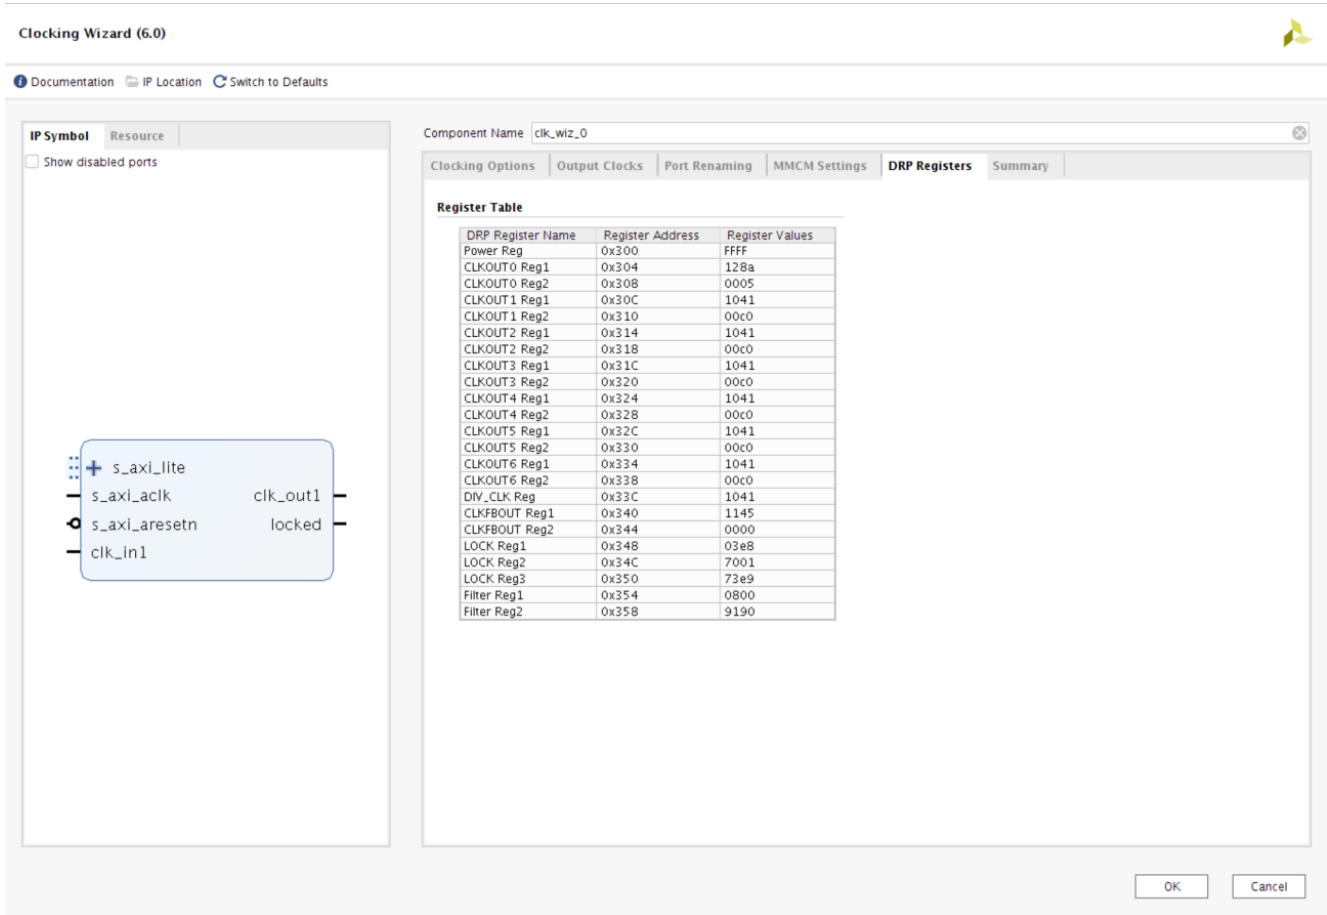 Clocking Wizard (6.0)
Documentation IP Location Switch to Defaults
IP Symbol Resource
Show disabled ports
s_axi_lite
s_axi_aclk clk_out1
s_axi_aresetn locked
clk_in1
Component Name clk_wiz_0
Clocking Options Output Clocks Port Renaming MMCM Settings DRP Registers Summary
Register Table
DRP Register Name Register Address Register Values
Power Reg 0x300 FFFF
CLKOUT0 Reg1 0x304 128a
CLKOUT0 Reg2 0x308 0005
CLKOUT1 Reg1 0x30C 1041
CLKOUT1 Reg2 0x310 00c0
CLKOUT2 Reg1 0x314 1041
CLKOUT2 Reg2 0x318 00c0
CLKOUT3 Reg1 0x31C 1041
CLKOUT3 Reg2 0x320 00c0
CLKOUT4 Reg1 0x324 1041
CLKOUT4 Reg2 0x328 00c0
CLKOUT5 Reg1 0x32C 1041
CLKOUT5 Reg2 0x330 00c0
CLKOUT6 Reg1 0x334 1041
CLKOUT6 Reg2 0x338 00c0
DIV_CLK Reg 0x33C 1041
CLKFBOUT Reg1 0x340 1145
CLKFBOUT Reg2 0x344 0000
LOCK Reg1 0x348 03e8
LOCK Reg2 0x34C 7001
LOCK Reg3 0x350 73e9
Filter Reg1 0x354 0800
Filter Reg2 0x358 9190
OK Cancel